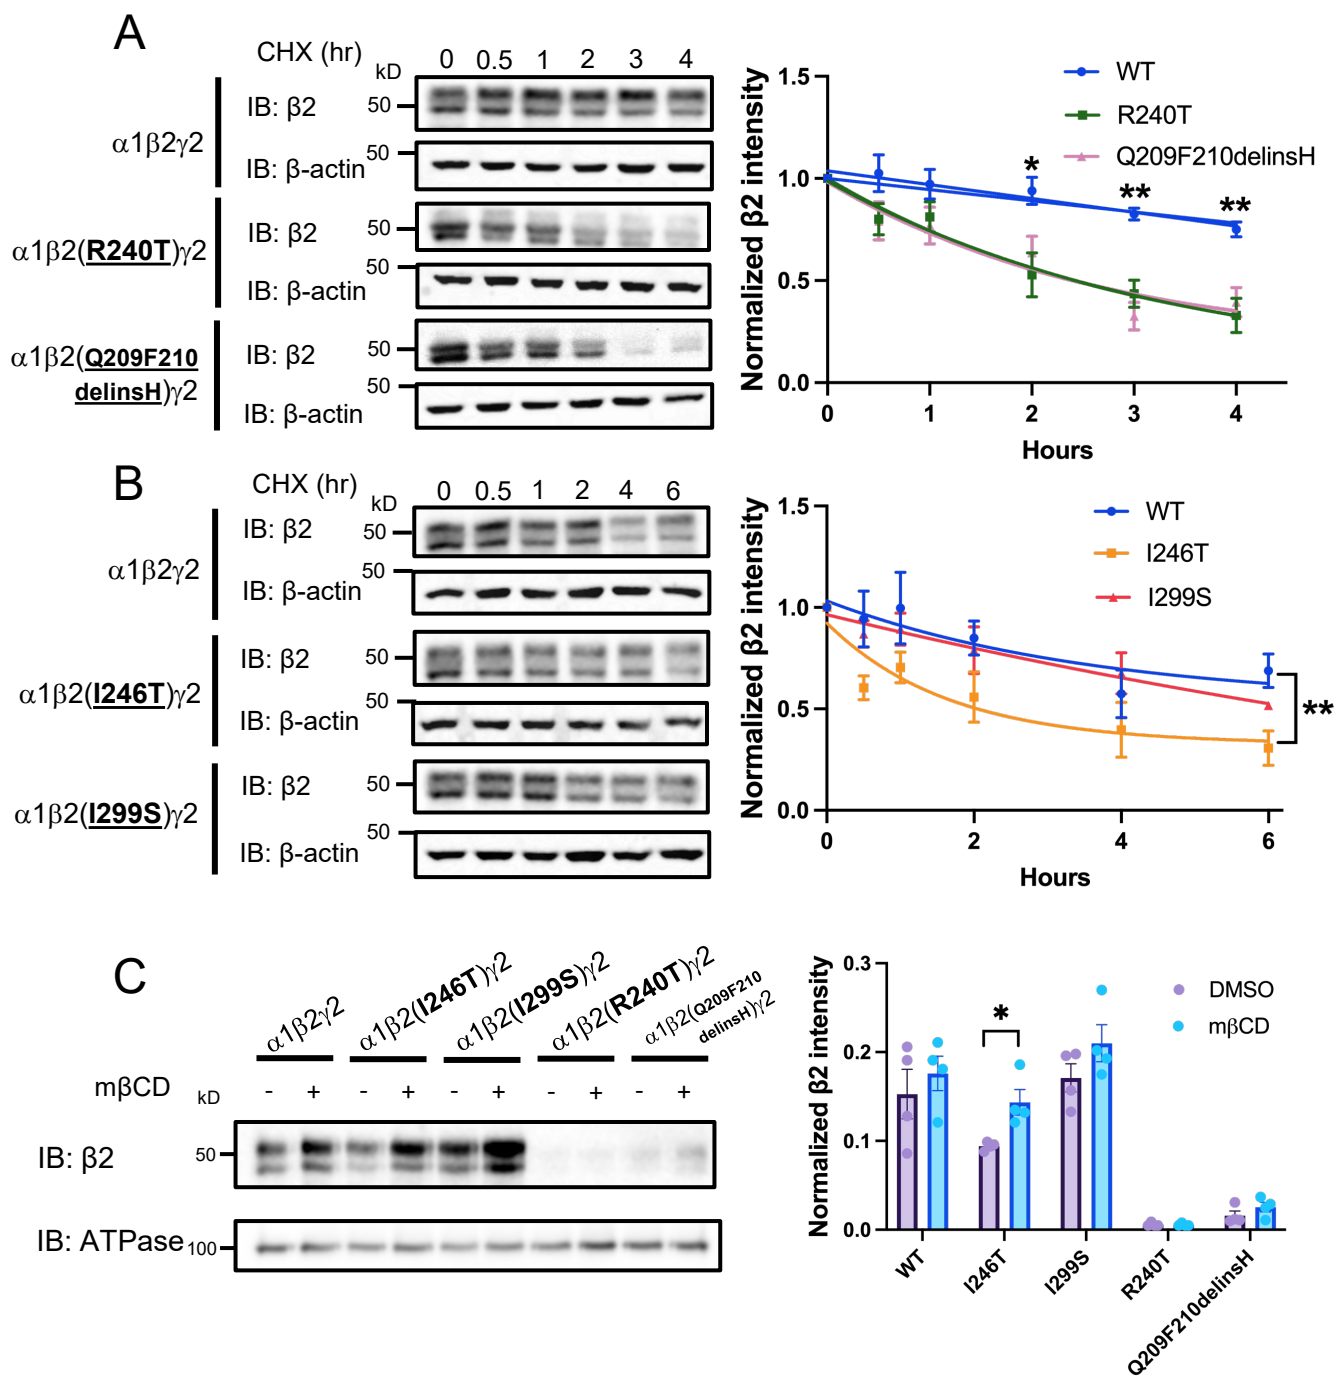 A
CHX (hr)
kD
0 0.5 1 2 3 4
α1β2γ2
IB: β2
50
IB: β-actin
50
α1β2(R240T)γ2
IB: β2
50
IB: β-actin
50
α1β2(Q209F210
delinsH)γ2
IB: β2
50
IB: β-actin
50
Normalized β2 intensity
1.5
1.0
0.5
0.0
0 1 2 3 4
Hours
WT
R240T
Q209F210delinsH
*
**
**
B
CHX (hr)
kD
0 0.5 1 2 4 6
α1β2γ2
IB: β2
50
IB: β-actin
50
α1β2(I246T)γ2
IB: β2
50
IB: β-actin
50
α1β2(I299S)γ2
IB: β2
50
IB: β-actin
50
Normalized β2 intensity
1.5
1.0
0.5
0.0
0 2 4 6
Hours
WT
I246T
I299S
**
C
α1β2γ2
α1β2(I246T)γ2
α1β2(I299S)γ2
α1β2(R240T)γ2
α1β2(Q209F210
delinsH)γ2
mβCD
kD
- + - + - + - + - +
IB: β2
50
IB: ATPase
100
Normalized β2 intensity
0.3
0.2
0.1
0.0
DMSO
mβCD
*
WT
I246T
I299S
R240T
Q209F210delinsH